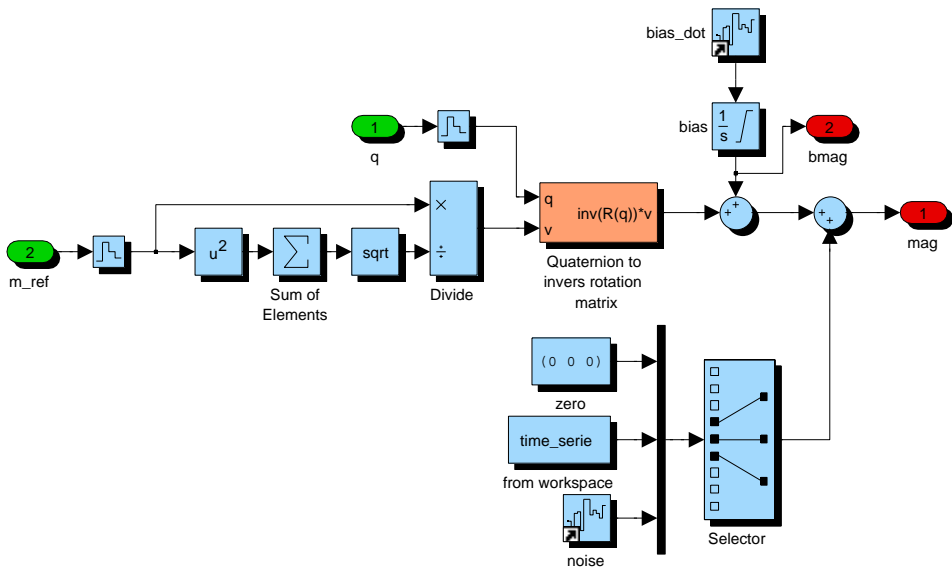 bias_dot
bias
1
s
2
bmag
1
q
q
v
inv(R(q))*v
Quaternion to
invers rotation
matrix
+
+
+
+
1
mag
2
m_ref
u²
Sum of
Elements
sqrt
×
÷
Divide
(0 0 0)
zero
time_serie
from workspace
noise
Selector